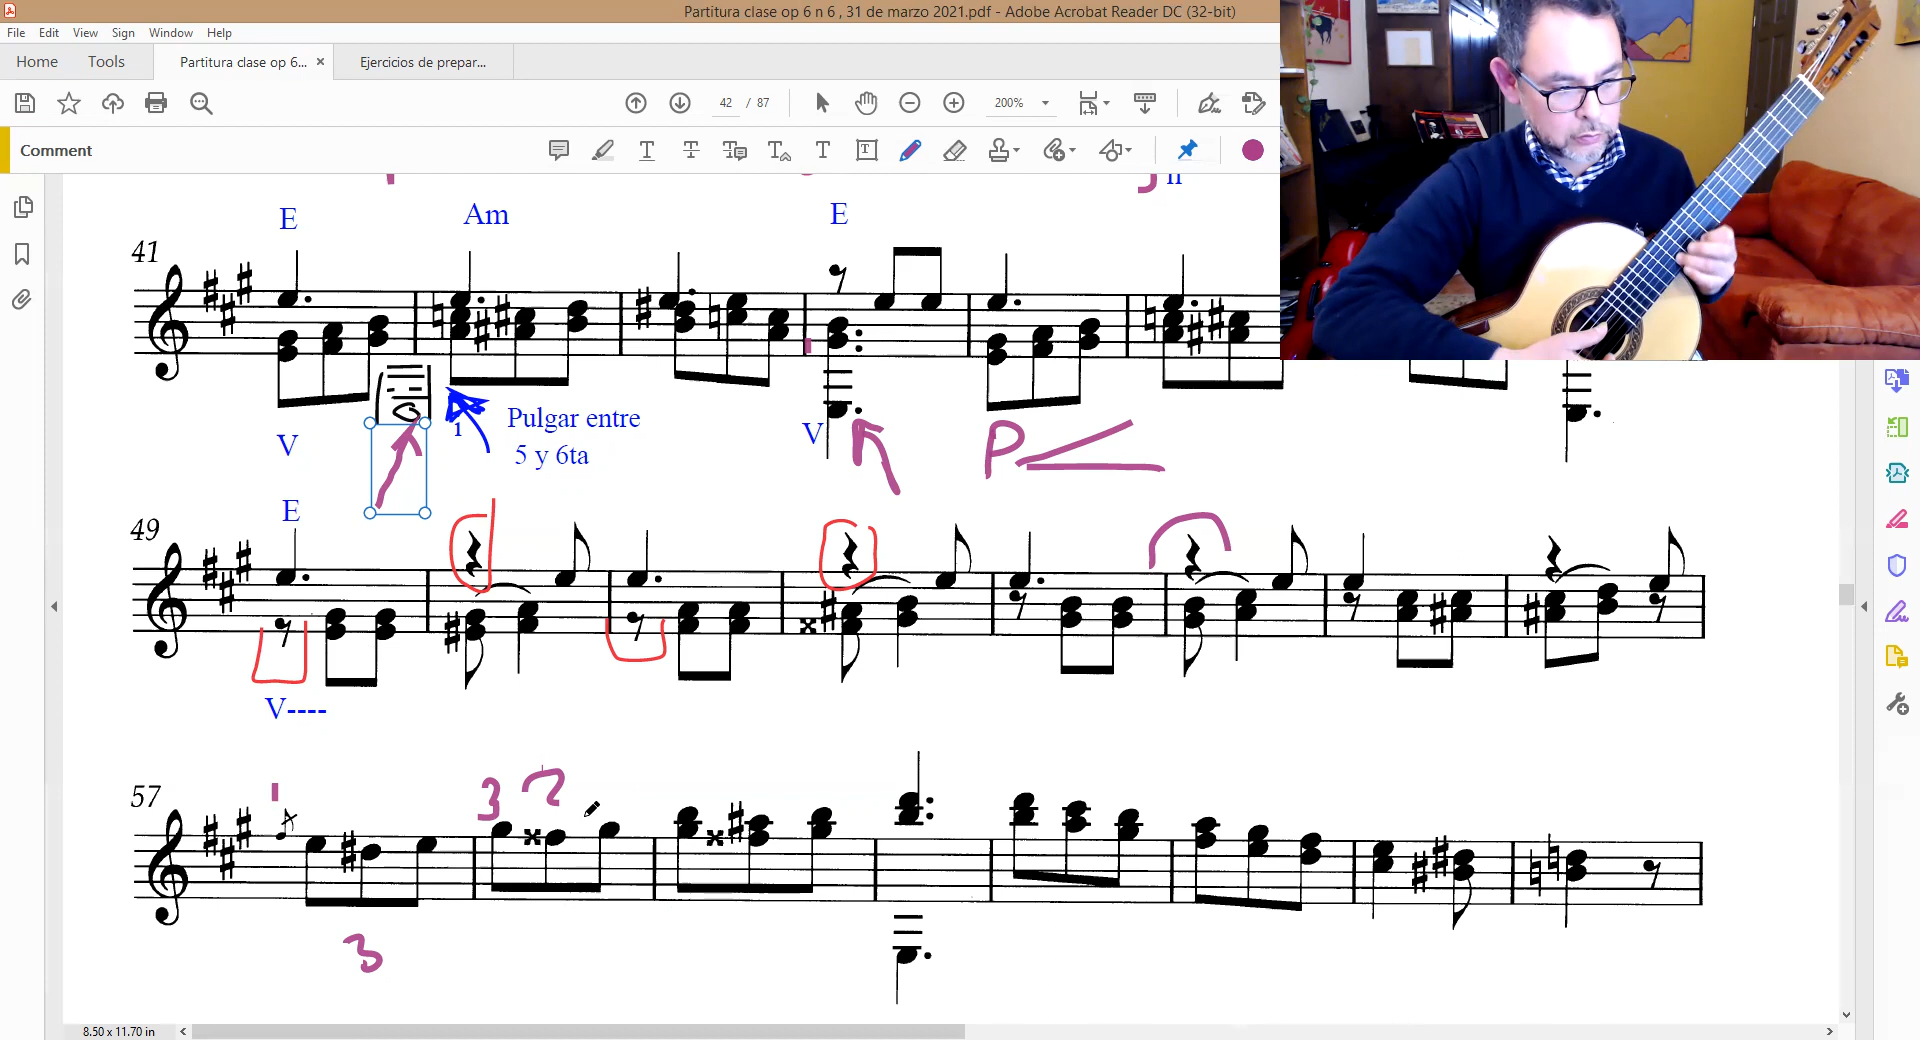 Partitura clase op 6 n 6 , 31 de marzo 2021.pdf - Adobe Acrobat Reader DC (32-bit)
File Edit View Sign Window Help
Home Tools Partitura clase op 6... × Ejercicios de prepar...
42 / 87 200%
Comment
E Am E
41
1 Pulgar entre
V 5 y 6ta V P
E
49
V----
57 3 2
3
8.50 x 11.70 in